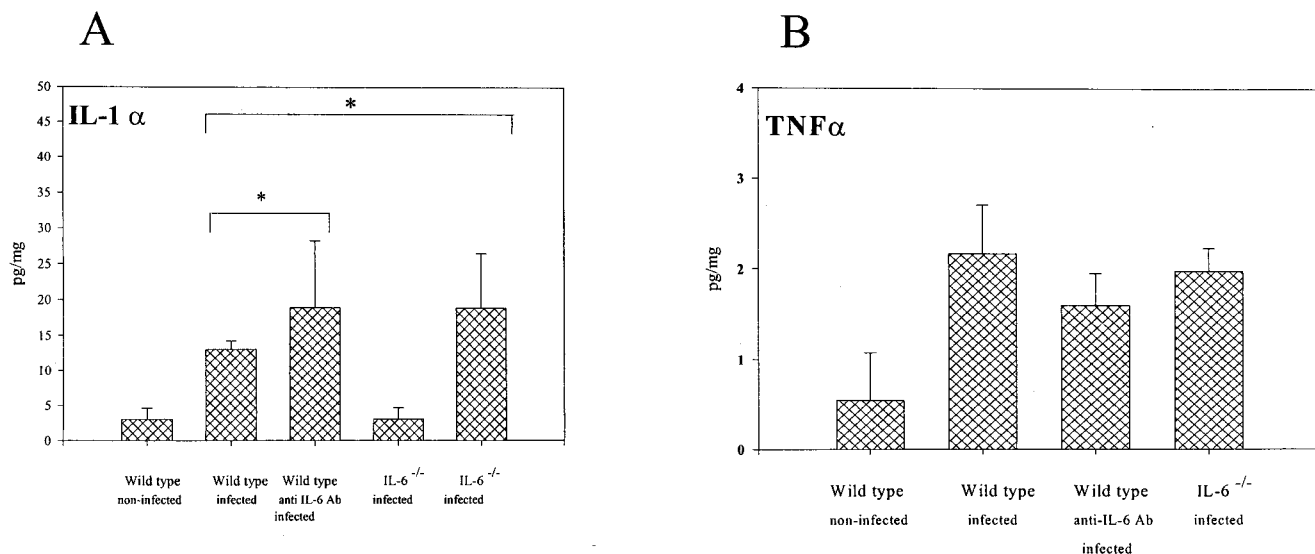 A
B
IL-1 α
TNFα
*
*
50
45
40
35
30
25
20
15
10
5
0
pg/mg
Wild type
non-infected
Wild type
infected
Wild type
anti IL-6 Ab
infected
IL-6 -/-
infected
IL-6 -/-
infected
4
3
2
1
0
pg/mg
Wild type
non-infected
Wild type
infected
Wild type
anti-IL-6 Ab
infected
IL-6 -/-
infected